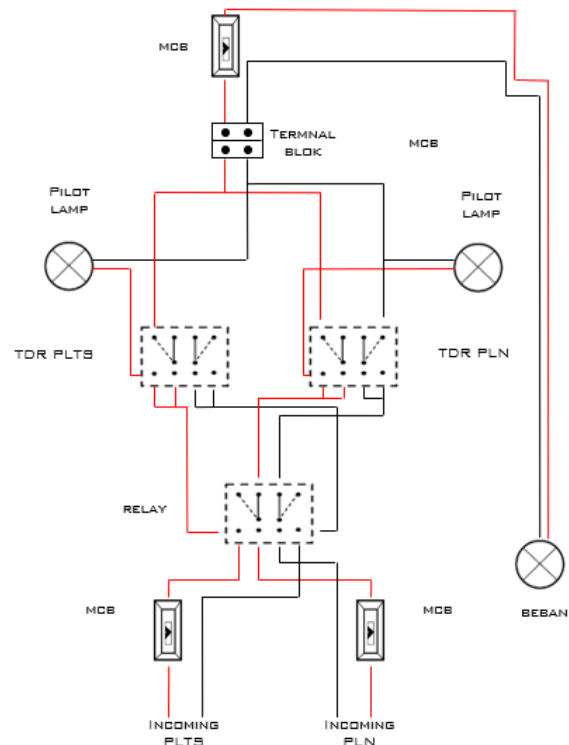 MCB
TERMNAL
BLOK
MCB
PILOT
LAMP
PILOT
LAMP
TDR PLTS
TDR PLN
RELAY
MCB
MCB
BEBAN
INCOMING
PLTS
INCOMING
PLN